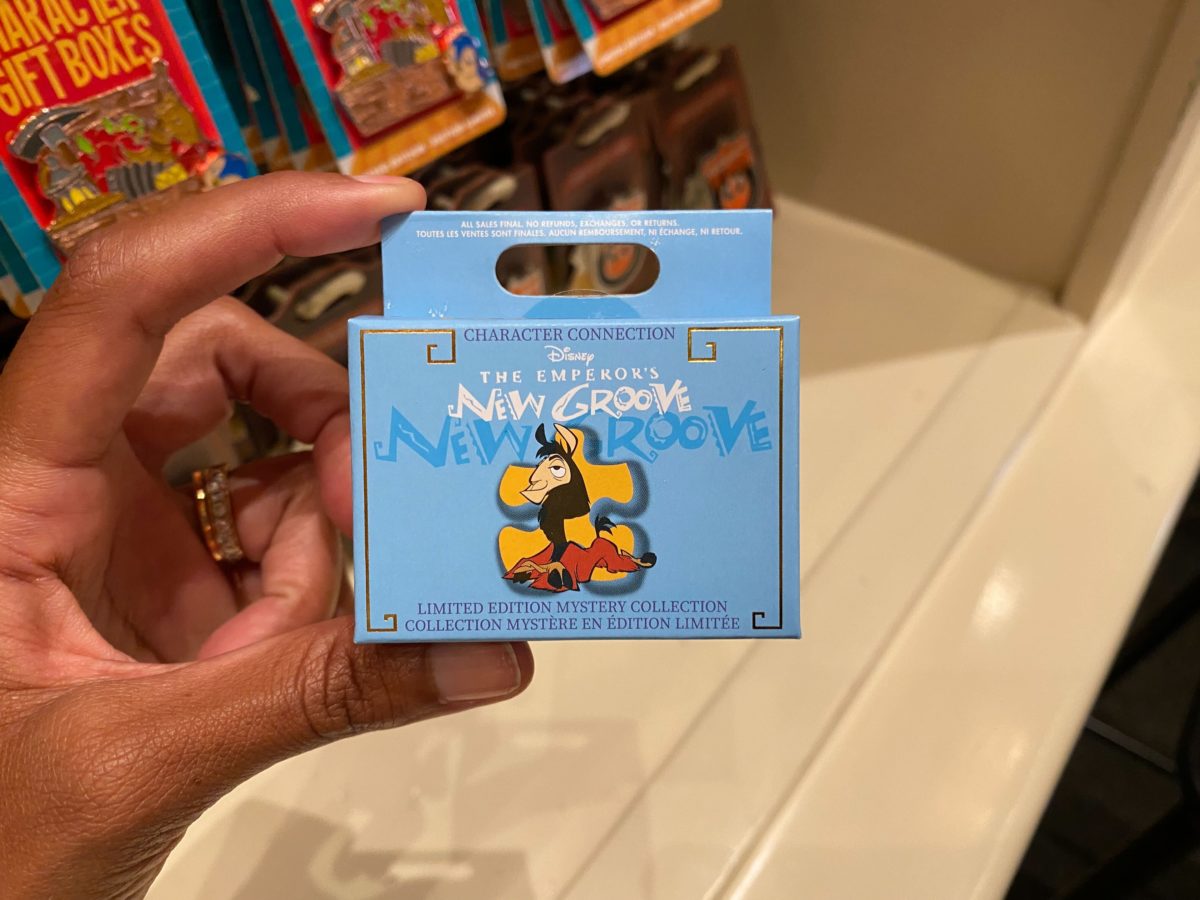 GIFT BOXES
ALL SALES FINAL. NO REFUNDS, EXCHANGES, OR RETURNS.
TOUTES LES VENTES SONT FINALES. AUCUN REMBOURSEMENT, NI ÉCHANGE, NI RETOUR.
CHARACTER CONNECTION
Disney
THE EMPEROR'S
NEW GROOVE
NEW GROOVE
LIMITED EDITION MYSTERY COLLECTION
COLLECTION MYSTÈRE EN ÉDITION LIMITÉE